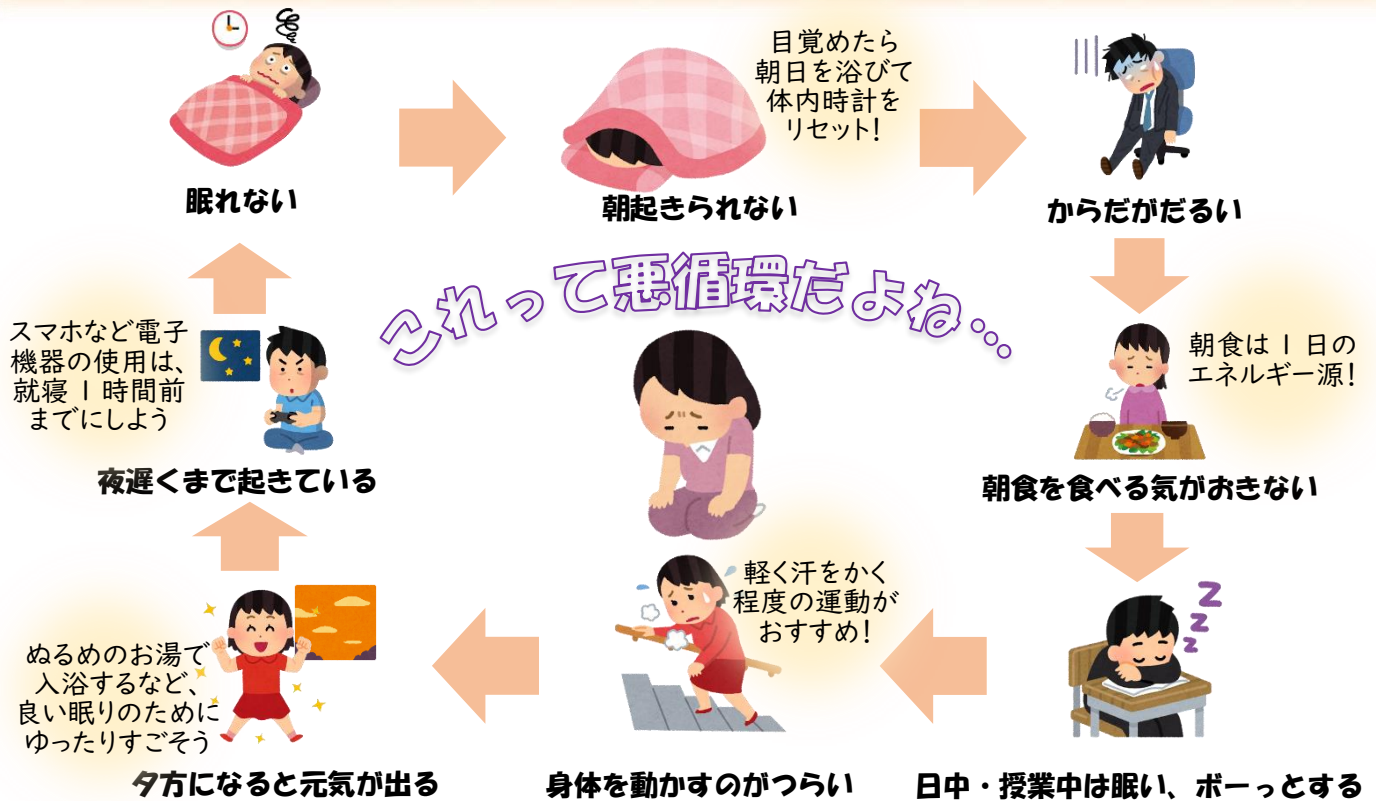 目覚めたら
朝日を浴びて
体内時計を
リセット!
眠れない
朝起きられない
からだがだるい
これって悪循環だよね…
スマホなど電子
機器の使用は、
就寝1時間前
までにしよう
朝食は1日の
エネルギー源!
夜遅くまで起きている
朝食を食べる気がおきない
軽く汗をかく
程度の運動が
おすすめ!
Z
Z
Z
ぬるめのお湯で
入浴するなど、
良い眠りのために
ゆったりすごそう
夕方になると元気が出る
身体を動かすのがつらい
日中・授業中は眠い、ボーっとする